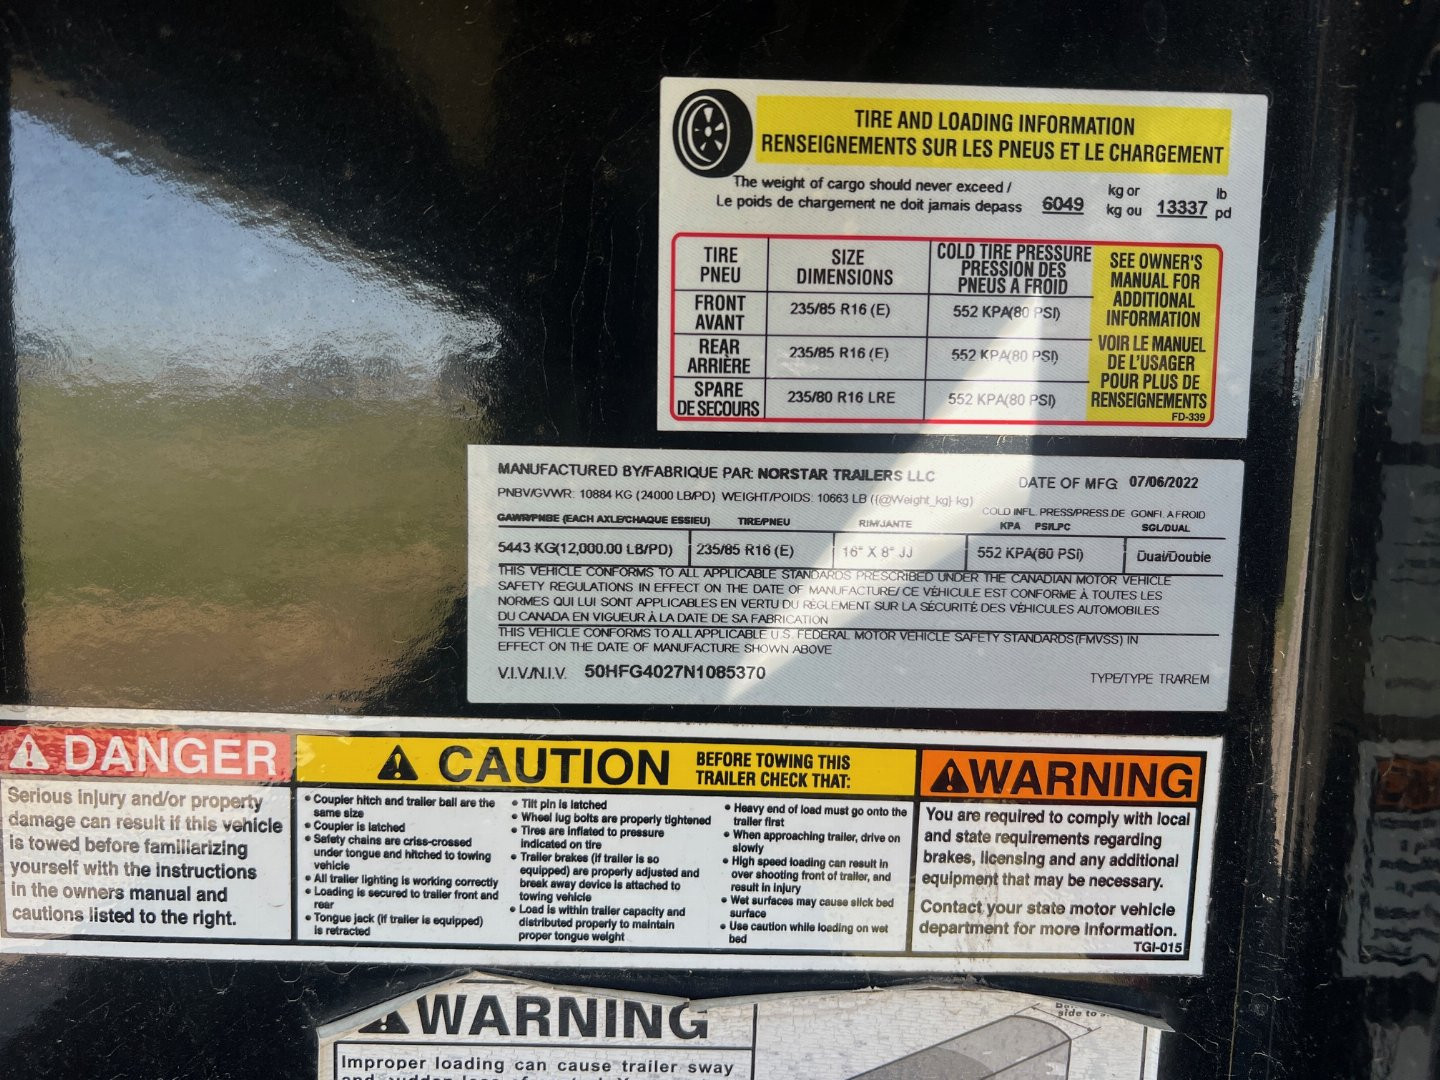 TIRE AND LOADING INFORMATION
RENSEIGNEMENTS SUR LES PNEUS ET LE CHARGEMENT
The weight of cargo should never exceed /
Le poids de chargement ne doit jamais depass 6049 kg or kg ou 13337 lb pd
TIRE PNEU SIZE DIMENSIONS COLD TIRE PRESSURE PRESSION DES PNEUS A FROID
FRONT AVANT 235/85 R16 (E) 552 KPA(80 PSI)
REAR ARRIÈRE 235/85 R16 (E) 552 KPA(80 PSI)
SPARE DE SECOURS 235/80 R16 LRE 552 KPA(80 PSI)
SEE OWNER'S
MANUAL FOR
ADDITIONAL
INFORMATION
VOIR LE MANUEL
DE L'USAGER
POUR PLUS DE
RENSEIGNEMENTS
FD-339
MANUFACTURED BY/FABRIQUE PAR: NORSTAR TRAILERS LLC DATE OF MFG 07/06/2022
PNBV/GVWR: 10884 KG (24000 LB/PD) WEIGHT/POIDS: 10663 LB ({@Weight_kg} kg)
COLD INFL. PRESS/PRESS.DE GONFL. A FROID
GAWR/PNBE (EACH AXLE/CHAQUE ESSIEU) TIRE/PNEU RIM/JANTE KPA PSI/LPC SGL/DUAL
5443 KG(12,000.00 LB/PD) 235/85 R16 (E) 16" X 8" JJ 552 KPA(80 PSI) Dual/Double
THIS VEHICLE CONFORMS TO ALL APPLICABLE STANDARDS PRESCRIBED UNDER THE CANADIAN MOTOR VEHICLE
SAFETY REGULATIONS IN EFFECT ON THE DATE OF MANUFACTURE/ CE VÉHICULE EST CONFORME À TOUTES LES
NORMES QUI LUI SONT APPLICABLES EN VERTU DU RÈGLEMENT SUR LA SÉCURITÉ DES VÉHICULES AUTOMOBILES
DU CANADA EN VIGUEUR À LA DATE DE SA FABRICATION
THIS VEHICLE CONFORMS TO ALL APPLICABLE U.S. FEDERAL MOTOR VEHICLE SAFETY STANDARDS(FMVSS) IN
EFFECT ON THE DATE OF MANUFACTURE SHOWN ABOVE
V.I.V./N.I.V. 50HFG4027N1085370 TYPE/TYPE TRA/REM
DANGER
Serious injury and/or property
damage can result if this vehicle
is towed before familiarizing
yourself with the instructions
in the owners manual and
cautions listed to the right.
CAUTION BEFORE TOWING THIS
TRAILER CHECK THAT:
• Coupler hitch and trailer ball are the
same size
• Coupler is latched
• Safety chains are criss-crossed
under tongue and hitched to towing
vehicle
• All trailer lighting is working correctly
• Loading is secured to trailer front and
rear
• Tongue jack (if trailer is equipped)
is retracted
• Tilt pin is latched
• Wheel lug bolts are properly tightened
• Tires are inflated to pressure
indicated on tire
• Trailer brakes (if trailer is so
equipped) are properly adjusted and
break away device is attached to
towing vehicle
• Load is within trailer capacity and
distributed properly to maintain
proper tongue weight
• Heavy end of load must go onto the
trailer first
• When approaching trailer, drive on
slowly
• High speed loading can result in
over shooting front of trailer, and
result in injury
• Wet surfaces may cause slick bed
surface
• Use caution while loading on wet
bed
WARNING
You are required to comply with local
and state requirements regarding
brakes, licensing and any additional
equipment that may be necessary.
Contact your state motor vehicle
department for more information.
TGI-015
WARNING
Improper loading can cause trailer sway
side to